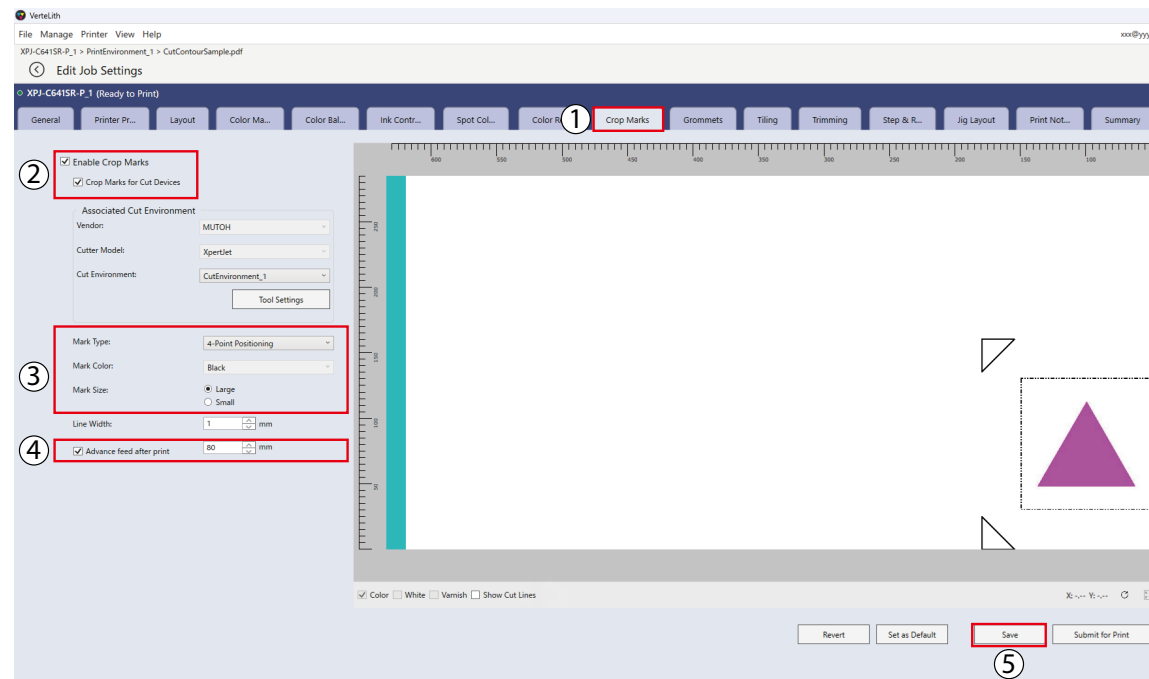 VerteLith
File Manage Printer View Help
xxx@yyy
XPJ-C641SR-P_1 > PrintEnvironment_1 > CutContourSample.pdf
Edit Job Settings
XPJ-C641SR-P_1 (Ready to Print)
General Printer Pr... Layout Color Ma... Color Bal... Ink Contr... Spot Col... Color R 1 Crop Marks Grommets Tiling Trimming Step & R... Jig Layout Print Not... Summary
2
Enable Crop Marks
Crop Marks for Cut Devices
Associated Cut Environment
Vendor: MUTOH
Cutter Model: XpertJet
Cut Environment: CutEnvironment_1
Tool Settings
3
Mark Type: 4-Point Positioning
Mark Color: Black
Mark Size: Large
Small
Line Width: 1 mm
4
Advance feed after print 80 mm
600 550 500 450 400 350 300 250 200 150 100
250
200
150
100
50
Color White Varnish Show Cut Lines
X: -.-- Y: -.--
Revert Set as Default Save Submit for Print
5